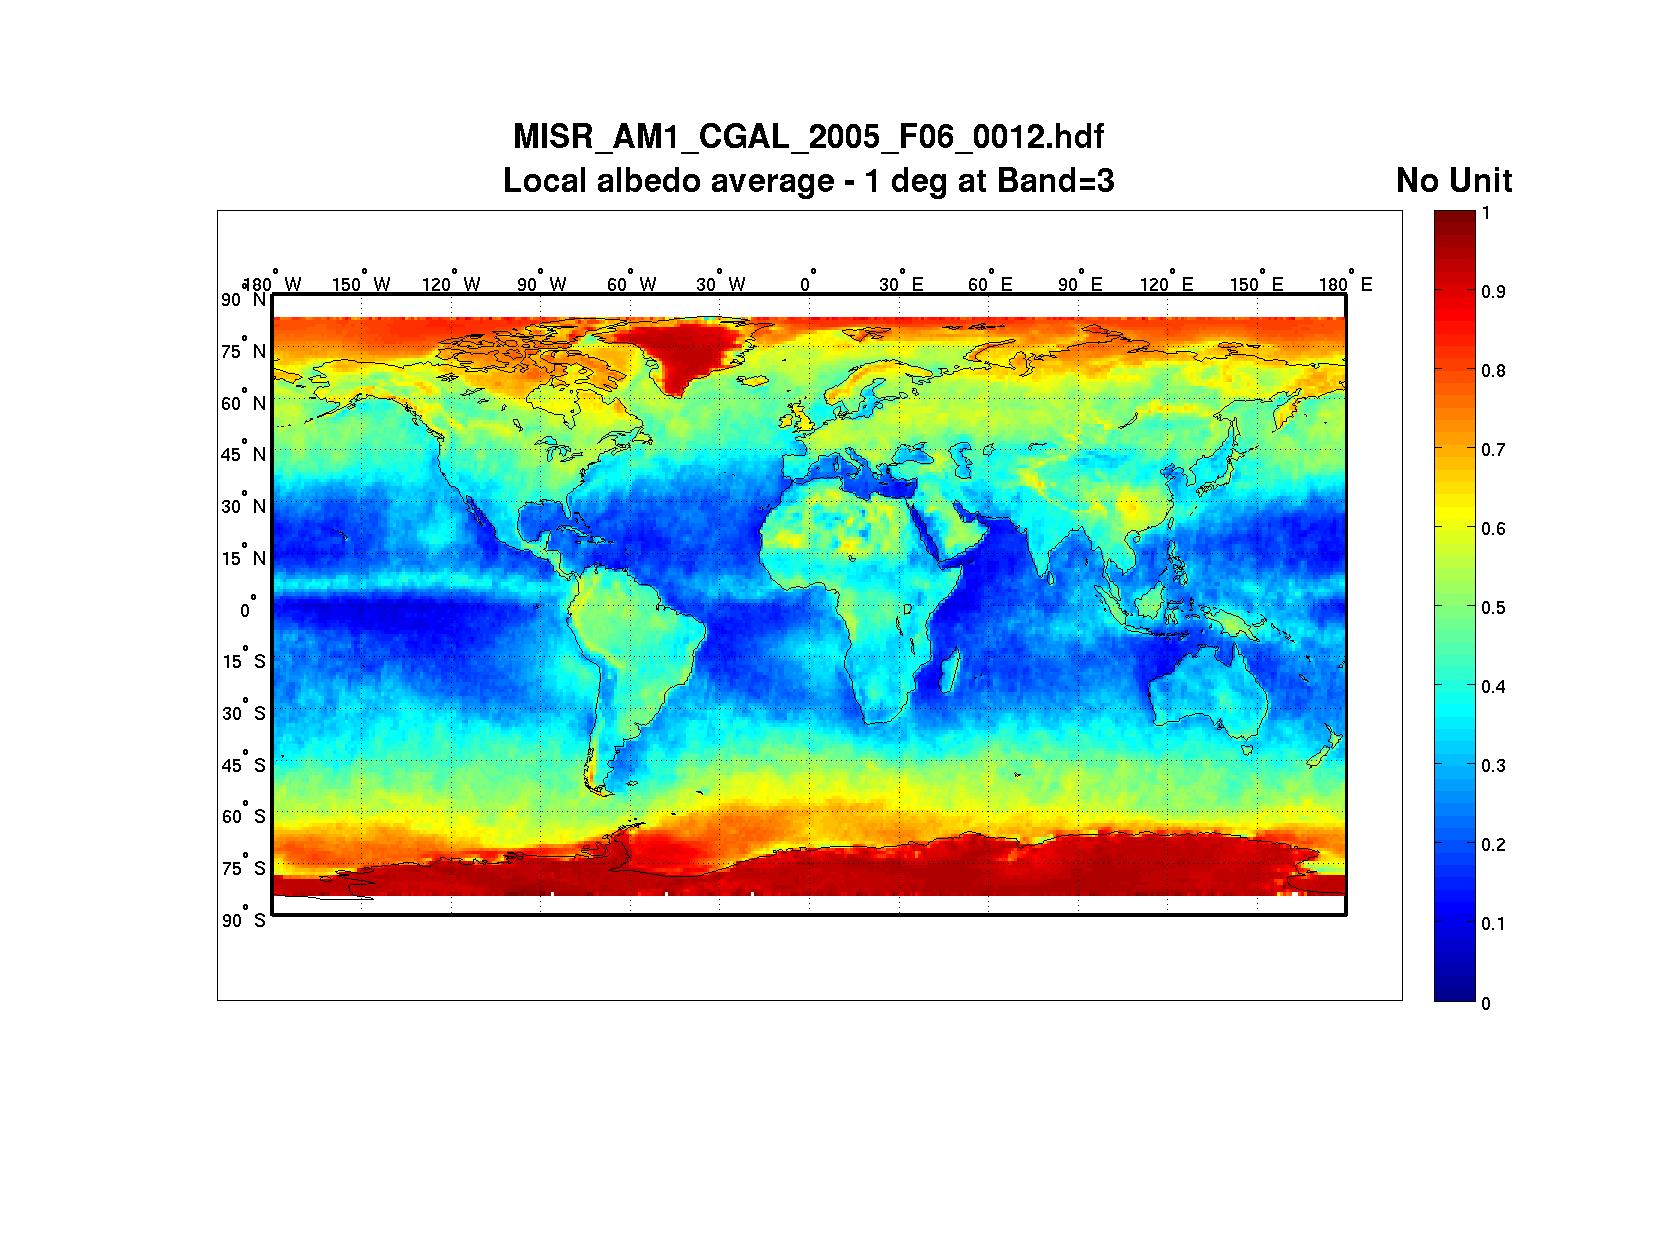 MISR_AM1_CGAL_2005_F06_0012.hdf
Local albedo average - 1 deg at Band=3
No Unit
180° W 150° W 120° W 90° W 60° W 30° W 0° 30° E 60° E 90° E 120° E 150° E 180° E
90° N
75° N
60° N
45° N
30° N
15° N
0°
15° S
30° S
45° S
60° S
75° S
90° S
1
0.9
0.8
0.7
0.6
0.5
0.4
0.3
0.2
0.1
0